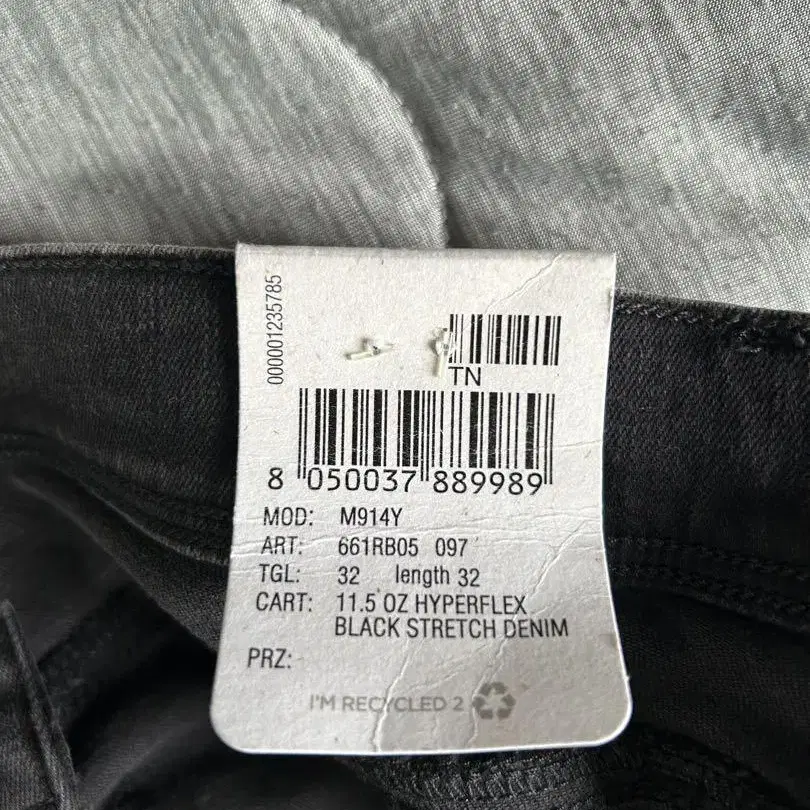 000001235785
TN
8 050037 889989
MOD: M914Y
ART: 661RB05 097
TGL: 32 length 32
CART: 11.5 OZ HYPERFLEX
BLACK STRETCH DENIM
PRZ:
I'M RECYCLED 2